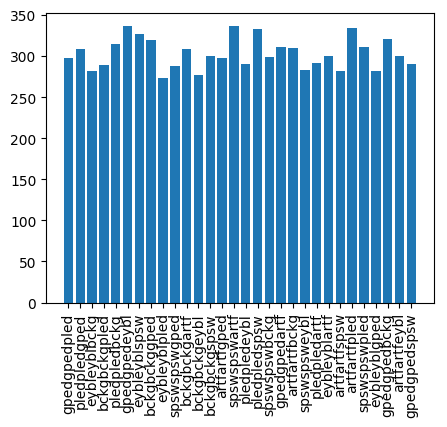 350
300
250
200
150
100
50
0
gpedgpedpled
pledpledgped
eybleyblbckg
bckgbckgpled
pledpledbckg
gpedgpedeybl
eybleyblspsw
bckgbckggped
eybleyblpled
spswspswgped
bckgbckgartf
bckgbckgeybl
bckgbckgspsw
artfartfgped
spswspswartf
pledpledeybl
pledpledspsw
spswspswbckg
gpedgpedartf
artfartfbckg
spswspsweybl
pledpledartf
eybleyblartf
artfartfspsw
artfartfpled
spswspswpled
eybleyblgped
gpedgpedbckg
artfartfeybl
gpedgpedspsw